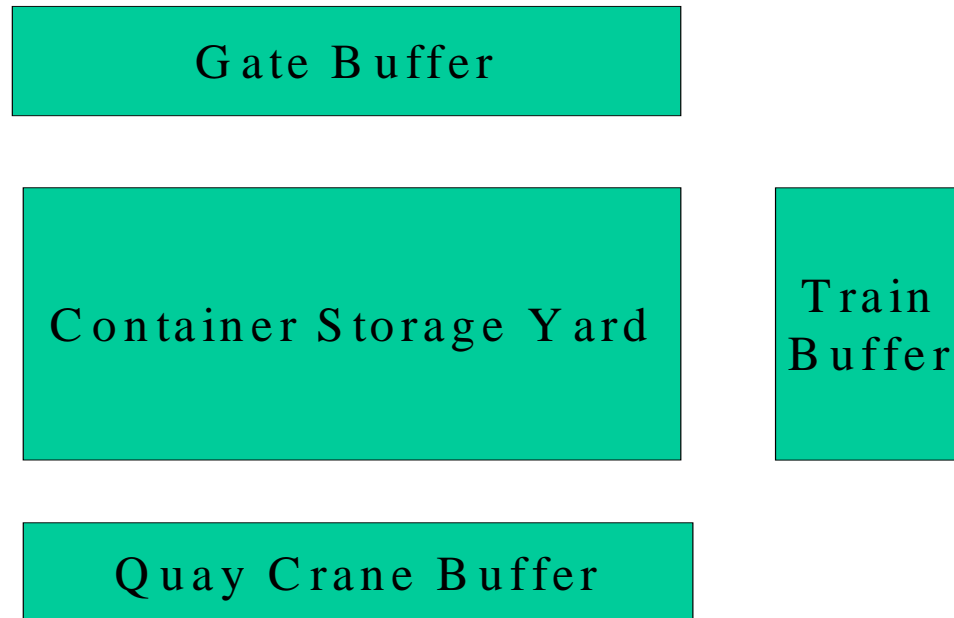 Gate Buffer
Container Storage Yard
Train
Buffer
Quay Crane Buffer